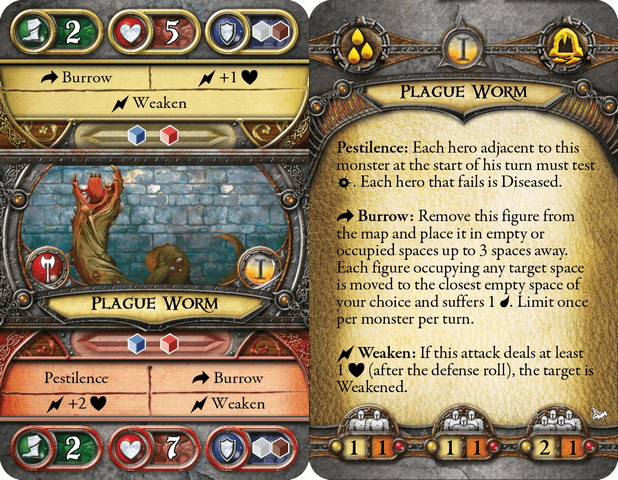 2 5
Burrow +1
Weaken
I
PLAGUE WORM
Pestilence Burrow
+2 Weaken
2 7
I
PLAGUE WORM
Pestilence: Each hero adjacent to this
monster at the start of his turn must test
. Each hero that fails is Diseased.
Burrow: Remove this figure from
the map and place it in empty or
occupied spaces up to 3 spaces away.
Each figure occupying any target space
is moved to the closest empty space of
your choice and suffers 1 . Limit once
per monster per turn.
Weaken: If this attack deals at least
1 (after the defense roll), the target is
Weakened.
1 1 1 1 2 1